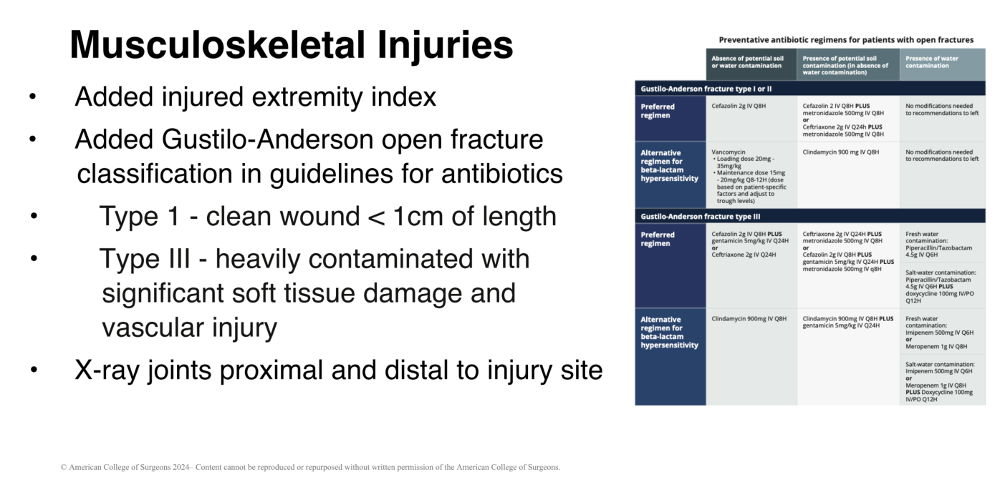 Musculoskeletal Injuries
• Added injured extremity index
• Added Gustilo-Anderson open fracture
classification in guidelines for antibiotics
• Type 1 - clean wound < 1cm of length
• Type III - heavily contaminated with
significant soft tissue damage and
vascular injury
• X-ray joints proximal and distal to injury site
Preventative antibiotic regimens for patients with open fractures
Absence of potential soil
or water contamination
Presence of potential soil
contamination (in absence of
water contamination)
Presence of water
contamination
Gustilo-Anderson fracture type I or II
Preferred
regimen
Cefazolin 2g IV Q8H
Cefazolin 2 IV Q8H PLUS
metronidazole 500mg IV Q8H
or
Ceftriaxone 2g IV Q24h PLUS
metronidazole 500mg IV Q8H
No modifications needed
to recommendations to left
Alternative
regimen for
beta-lactam
hypersensitivity
Vancomycin
• Loading dose 20mg -
35mg/kg
• Maintenance dose 15mg
- 20mg/kg Q8-12H (dose
based on patient-specific
factors and adjust to
trough levels)
Clindamycin 900 mg IV Q8H
No modifications needed
to recommendations to left
Gustilo-Anderson fracture type III
Preferred
regimen
Cefazolin 2g IV Q8H PLUS
gentamicin 5mg/kg IV Q24H
or
Ceftriaxone 2g IV Q24H
Ceftriaxone 2g IV Q24H PLUS
metronidazole 500mg IV Q8H
or
Cefazolin 2g IV Q8H PLUS
gentamicin 5mg/kg IV Q24H PLUS
metronidazole 500mg IV q8H
Fresh water
contamination:
Piperacillin/Tazobactam
4.5g IV Q6H
Salt-water contamination:
Piperacillin/Tazobactam
4.5g IV Q6H PLUS
doxycycline 100mg IV/PO
Q12H
Alternative
regimen for
beta-lactam
hypersensitivity
Clindamycin 900mg IV Q8H
Clindamycin 900mg IV Q8H PLUS
gentamicin 5mg/kg IV Q24H
Fresh water
contamination:
Imipenem 500mg IV Q6H
or
Meropenem 1g IV Q8H
Salt-water contamination:
Imipenem 500mg IV Q6H
or
Meropenem 1g IV Q8H
PLUS Doxycycline 100mg
IV/PO Q12H
© American College of Surgeons 2024– Content cannot be reproduced or repurposed without written permission of the American College of Surgeons.